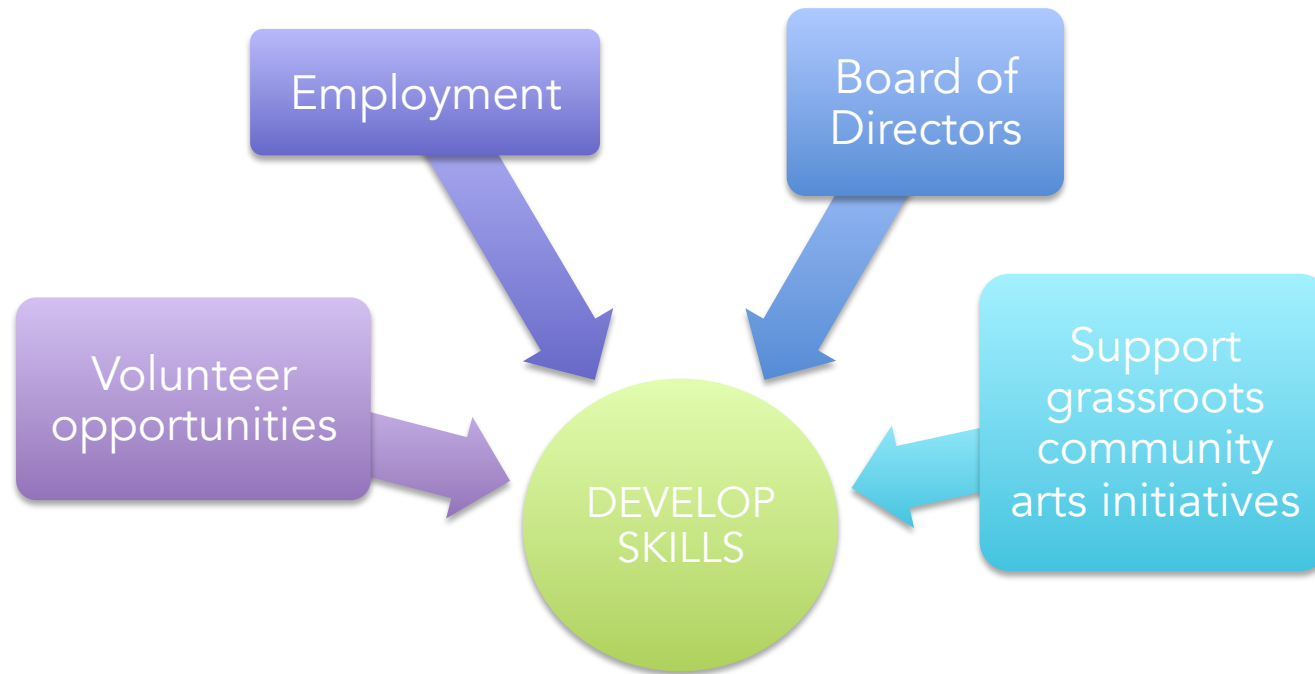 Employment
Board of
Directors
Volunteer
opportunities
Support
grassroots
community
arts initiatives
DEVELOP
SKILLS